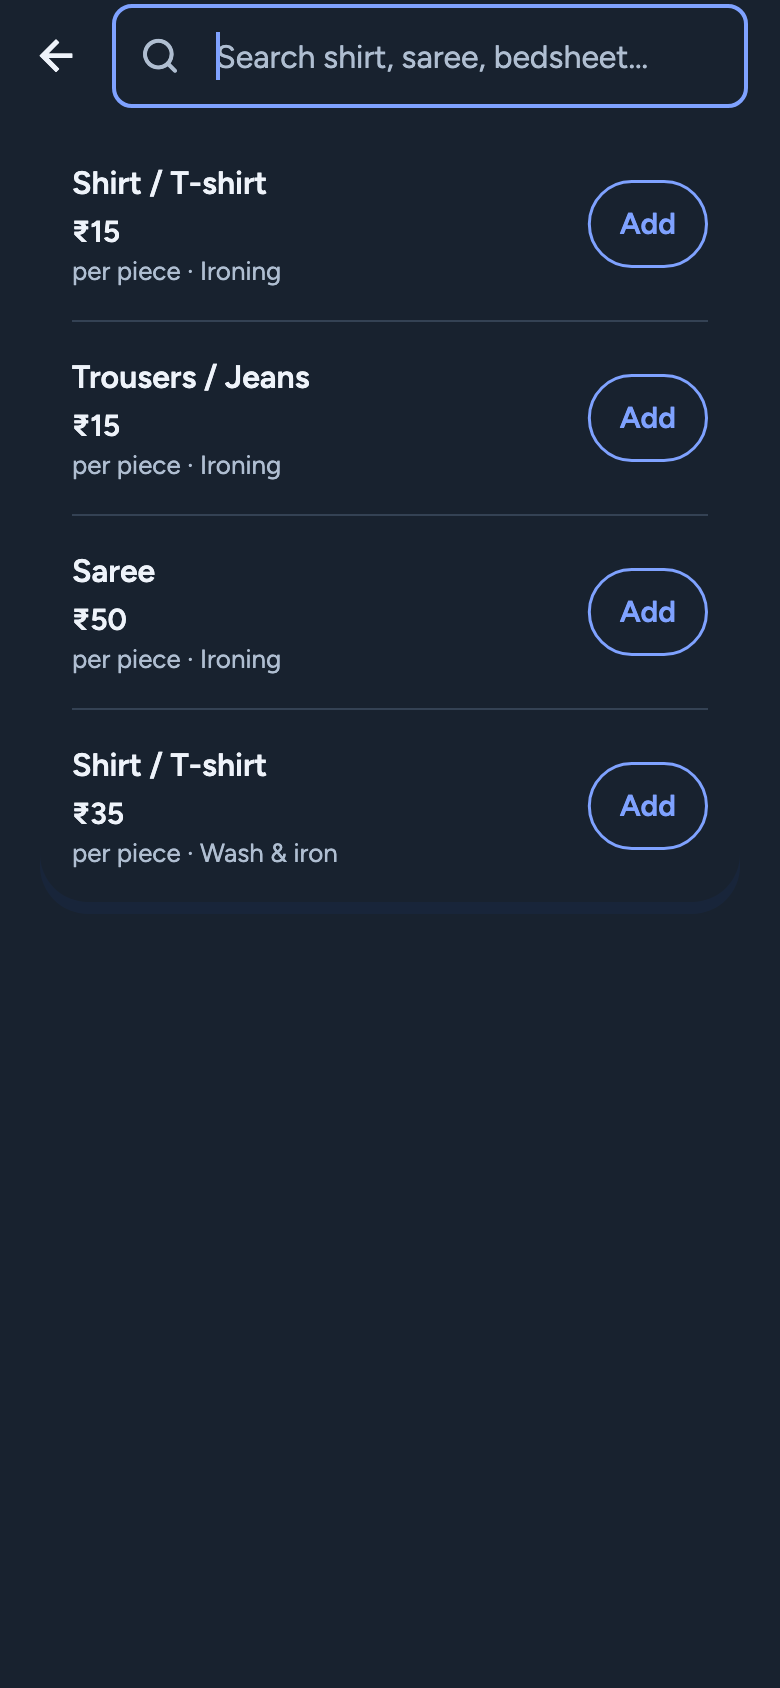 Search shirt, saree, bedsheet...
Shirt / T-shirt
₹15
per piece · Ironing
Add
Trousers / Jeans
₹15
per piece · Ironing
Add
Saree
₹50
per piece · Ironing
Add
Shirt / T-shirt
₹35
per piece · Wash & iron
Add